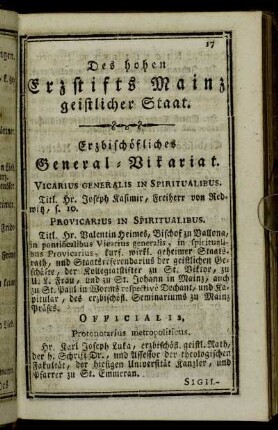 17
Des hohen
Erzstifts Mainz
geistlicher Staat.
Erzbischöfliches
General-Vikariat.
VICARIUS GENERALIS IN SPIRITUALIBUS.
Titl. Hr. Joseph Kasimir, Freiherr von Red-
witz, s. 10.
PROVICARIUS IN SPIRITUALIBUS.
Titl. Hr. Valentin Heimes, Bischof zu Vallona,
in pontificalibus Vicarius generalis, in spirituali-
bus Provicarius, kurf. wirkl. geheimer Staats-
rath, und Staatsreferendarius der geistlichen Ge-
schäfte, der Kollegiatstifter zu St. Viktor, zu
U. L. Frau, und zu St. Johann in Mainz, auch
zu St. Paul in Worms respective Dechant, und Ka-
pitular, des erzbischöfl. Seminariums zu Mainz
Präses.
OFFICIALIS,
Protonotarius metropoliticus.
Hr. Karl Joseph Luka, erzbischöfl. geistl. Rath,
der h. Schrift Dr., und Assessor der theologischen
Fakultät, der hiesigen Universität Kanzler, und
Pfarrer zu St. Emmeran.
SIGIL-